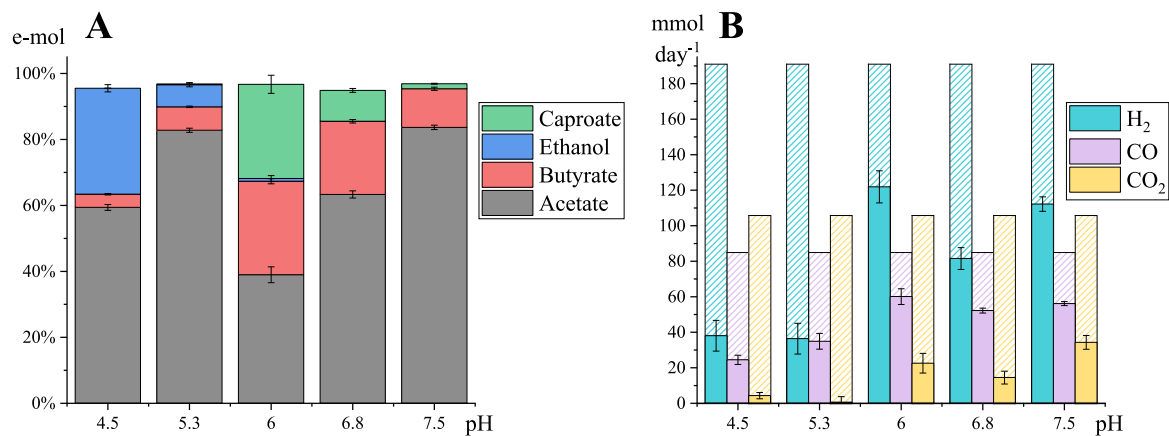 A
e-mol
100%
80%
60%
40%
20%
0%
4.5
5.3
6
6.8
7.5
pH
Caproate
Ethanol
Butyrate
Acetate
B
mmol
day⁻¹
180
160
140
120
100
80
60
40
20
0
4.5
5.3
6
6.8
7.5
pH
H₂
CO
CO₂